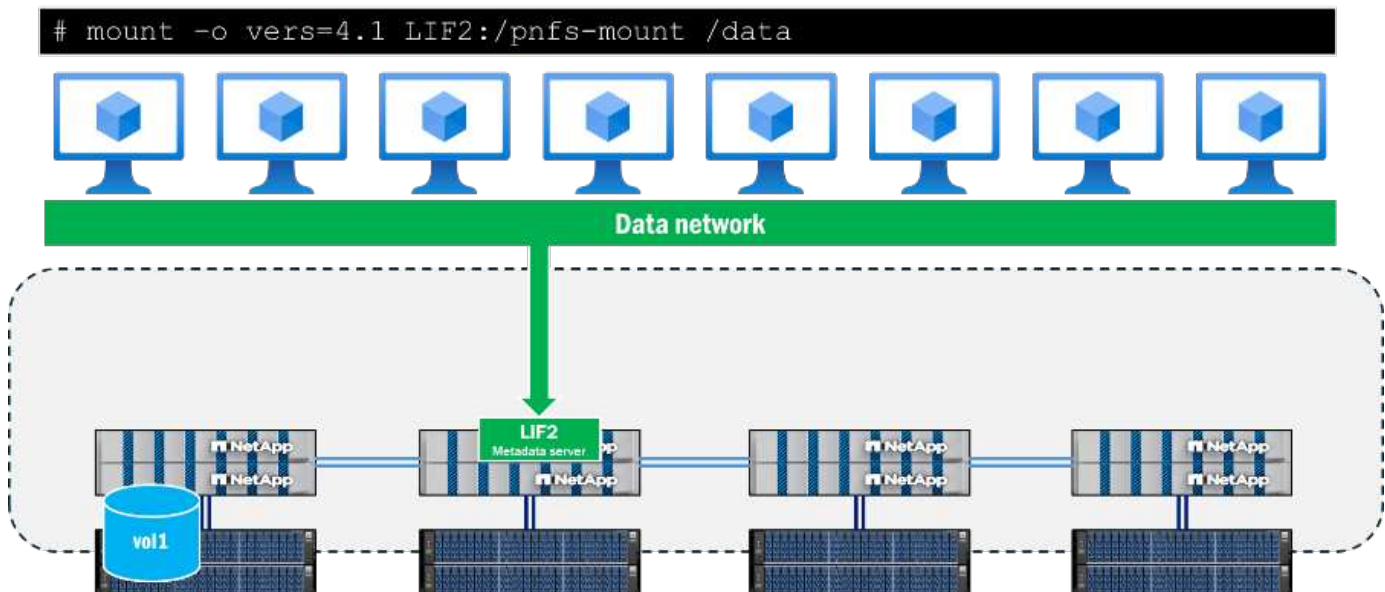 # mount -o vers=4.1 LIF2:/pnfs-mount /data
Data network
LIF2
Metadata server
NetApp
NetApp
NetApp
NetApp
NetApp
NetApp
NetApp
vol1